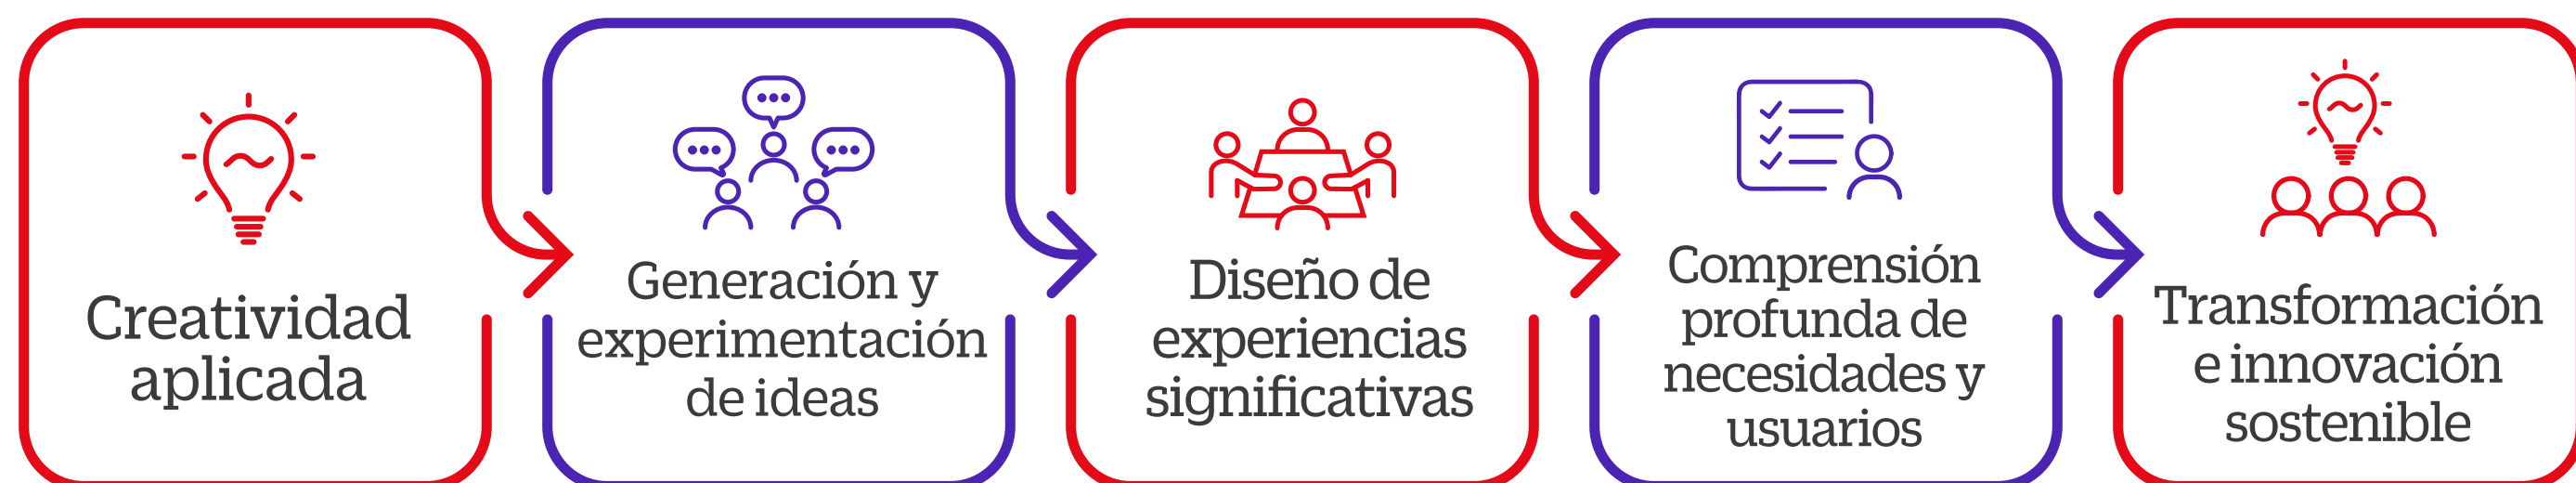 Creatividad
aplicada
Generación y
experimentación
de ideas
Diseño de
experiencias
significativas
Comprensión
profunda de
necesidades y
usuarios
Transformación
e innovación
sostenible